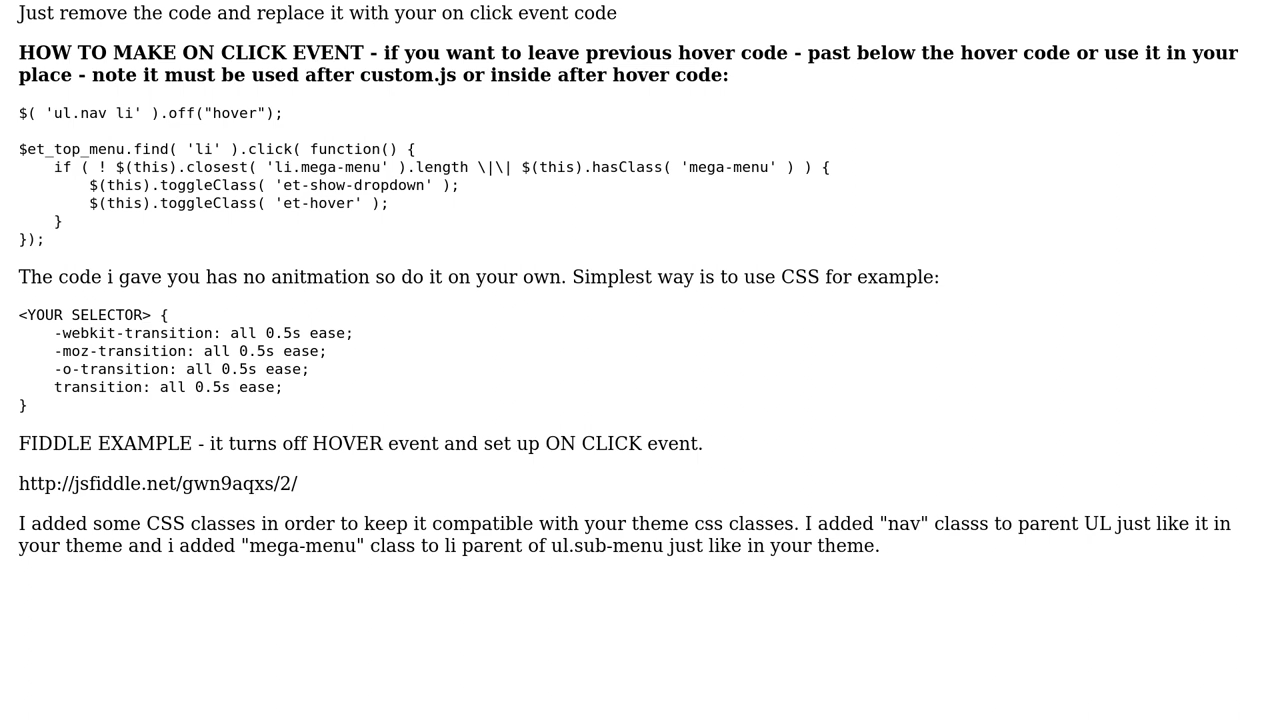 Just remove the code and replace it with your on click event code
HOW TO MAKE ON CLICK EVENT - if you want to leave previous hover code - past below the hover code or use it in your
place - note it must be used after custom.js or inside after hover code:
$( 'ul.nav li' ).off("hover");
$et_top_menu.find( 'li' ).click( function() {
    if ( ! $(this).closest( 'li.mega-menu' ).length \|\| $(this).hasClass( 'mega-menu' ) ) {
        $(this).toggleClass( 'et-show-dropdown' );
        $(this).toggleClass( 'et-hover' );
    }
});
The code i gave you has no anitmation so do it on your own. Simplest way is to use CSS for example:
<YOUR SELECTOR> {
    -webkit-transition: all 0.5s ease;
    -moz-transition: all 0.5s ease;
    -o-transition: all 0.5s ease;
    transition: all 0.5s ease;
}
FIDDLE EXAMPLE - it turns off HOVER event and set up ON CLICK event.
http://jsfiddle.net/gwn9aqxs/2/
I added some CSS classes in order to keep it compatible with your theme css classes. I added "nav" classs to parent UL just like it in
your theme and i added "mega-menu" class to li parent of ul.sub-menu just like in your theme.